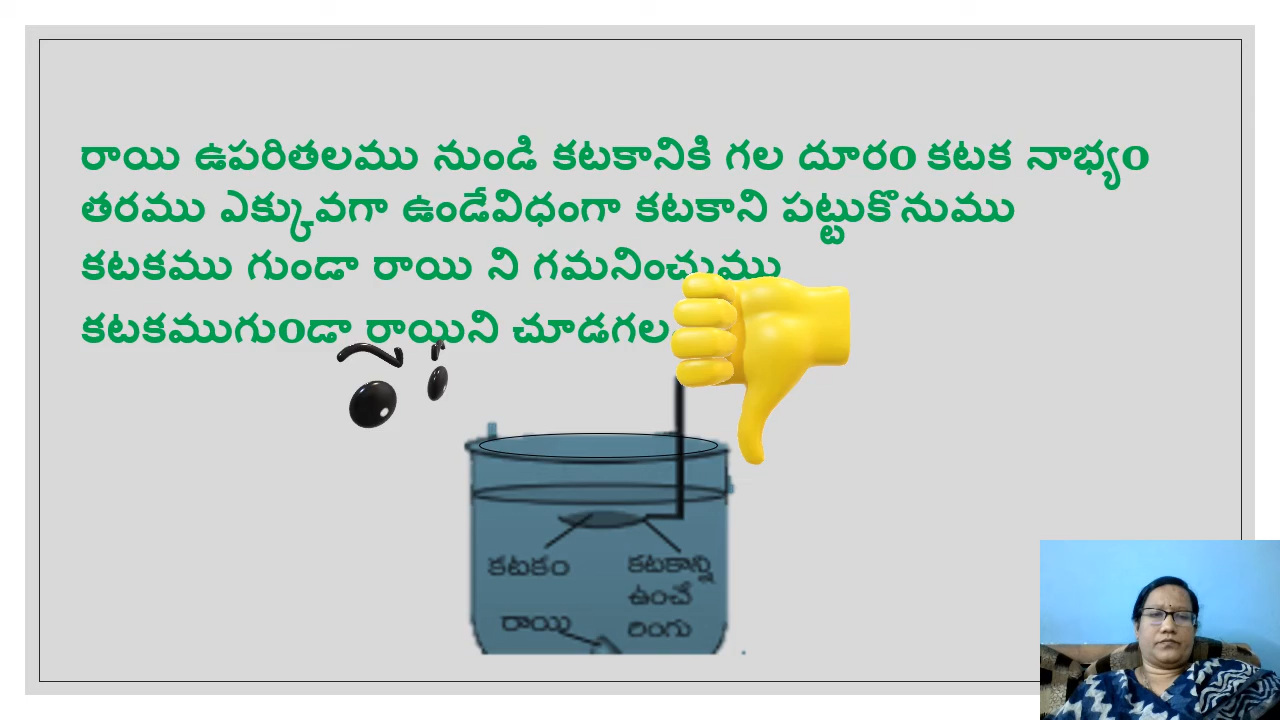 రాయి ఉపరితలము నుండి కటకానికి గల దూరం కటక నాభ్యం
తరము ఎక్కువగా ఉండేవిధంగా కటకాని పట్టుకొనుము
కటకము గుండా రాయి ని గమనించుము
కటకముగుండా రాయిని చూడగల
కటకం
కటకాన్ని
ఉంచే
రింగు
రాయి